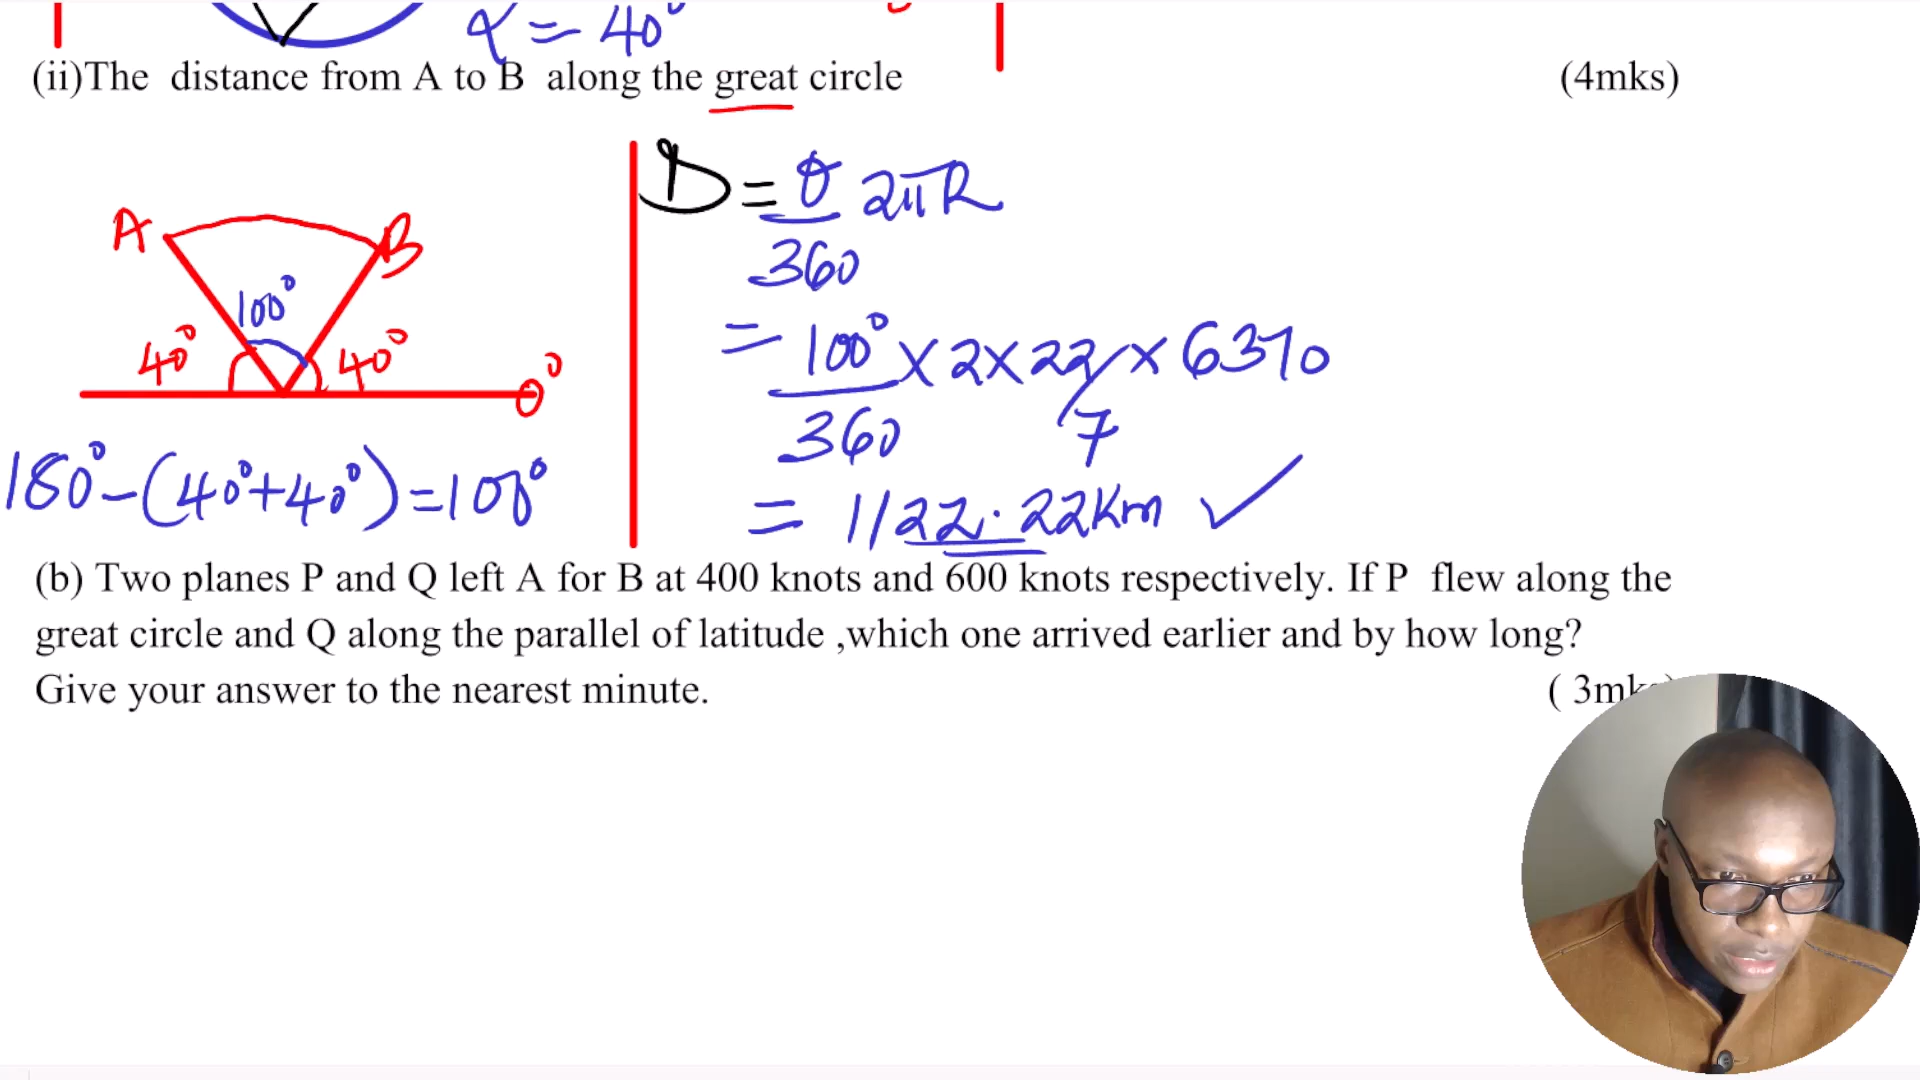 α = 40°
(ii)The distance from A to B along the great circle (4mks)
D = θ/360 2πR
A B
100°
40° 40° 0°
= 100°/360 × 2 × 22/7 × 6370
180° - (40° + 40°) = 100°
= 1122.22Km ✓
(b) Two planes P and Q left A for B at 400 knots and 600 knots respectively. If P flew along the
great circle and Q along the parallel of latitude ,which one arrived earlier and by how long?
Give your answer to the nearest minute. ( 3mks)